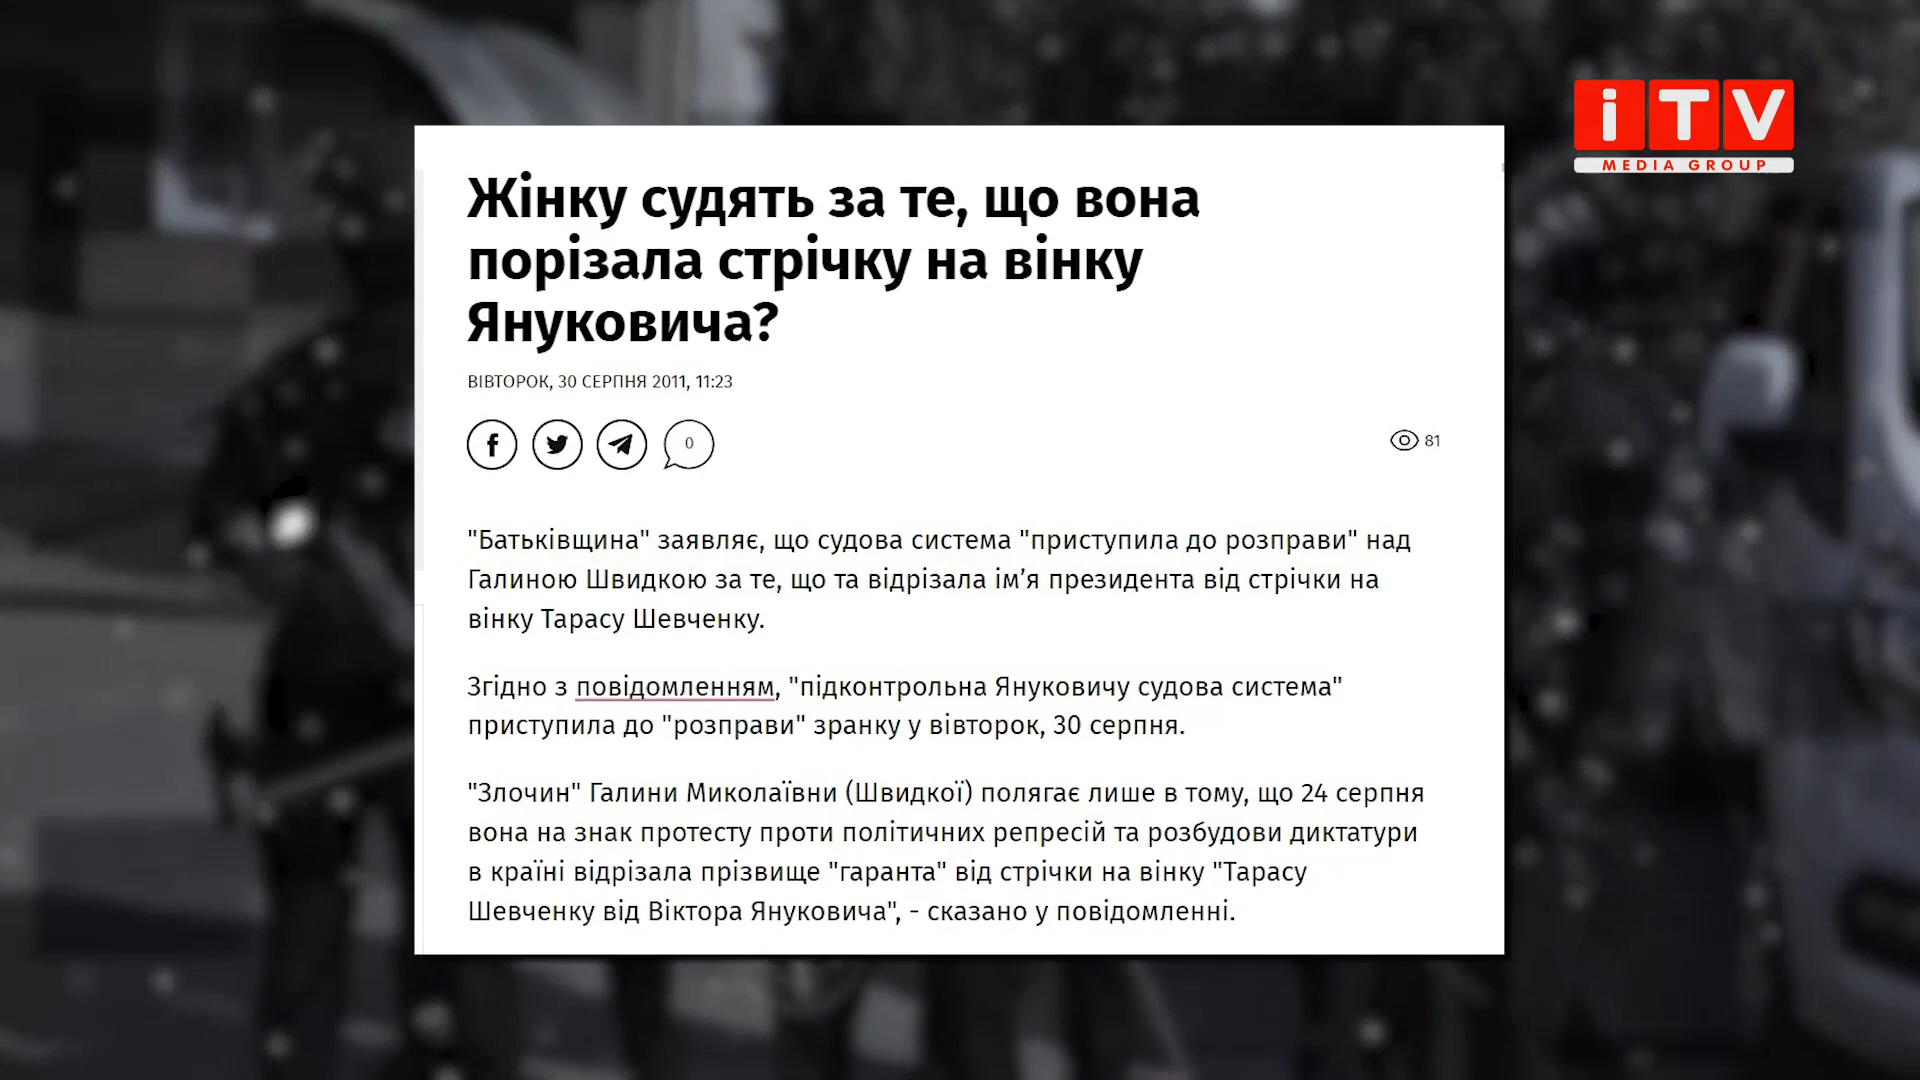 iTV
MEDIA GROUP
Жінку судять за те, що вона
порізала стрічку на вінку
Януковича?
ВІВТОРОК, 30 СЕРПНЯ 2011, 11:23
0
81
"Батьківщина" заявляє, що судова система "приступила до розправи" над
Галиною Швидкою за те, що та відрізала ім’я президента від стрічки на
вінку Тарасу Шевченку.
Згідно з повідомленням, "підконтрольна Януковичу судова система"
приступила до "розправи" зранку у вівторок, 30 серпня.
"Злочин" Галини Миколаївни (Швидкої) полягає лише в тому, що 24 серпня
вона на знак протесту проти політичних репресій та розбудови диктатури
в країні відрізала прізвище "гаранта" від стрічки на вінку "Тарасу
Шевченку від Віктора Януковича", - сказано у повідомленні.